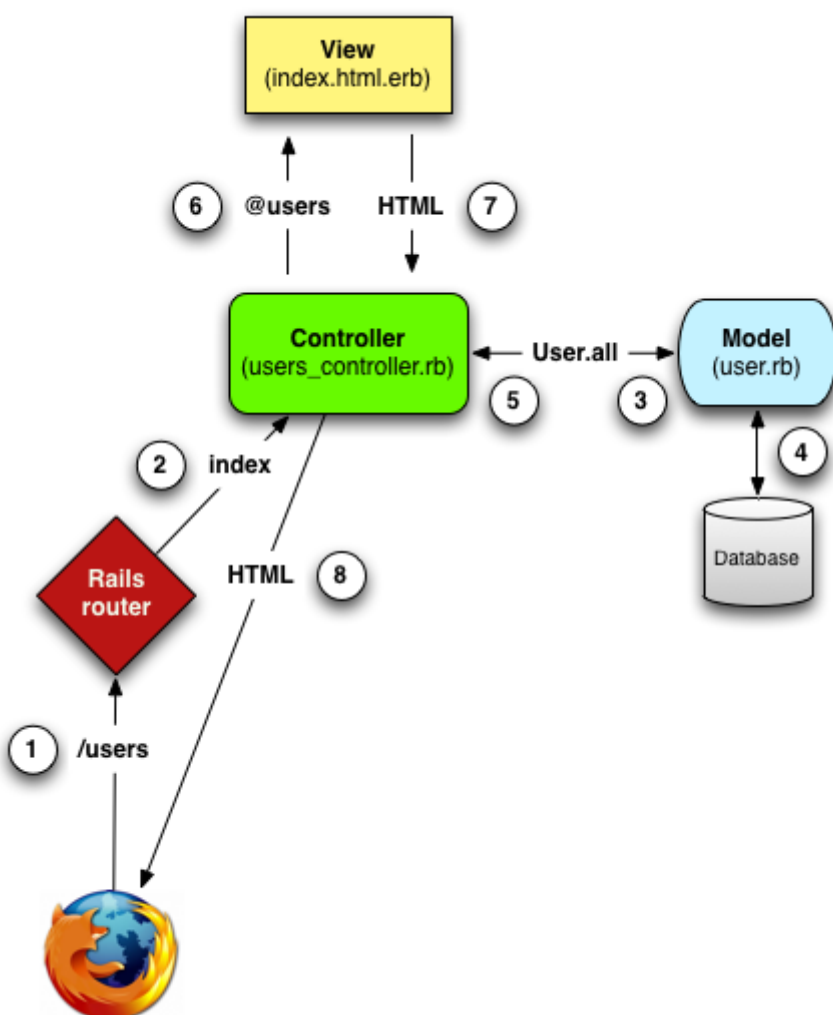 View
(index.html.erb)
6 @users HTML 7
Controller
(users_controller.rb)
User.all
Model
(user.rb)
5 3
4
2 index
Database
Rails
router
HTML 8
1 /users